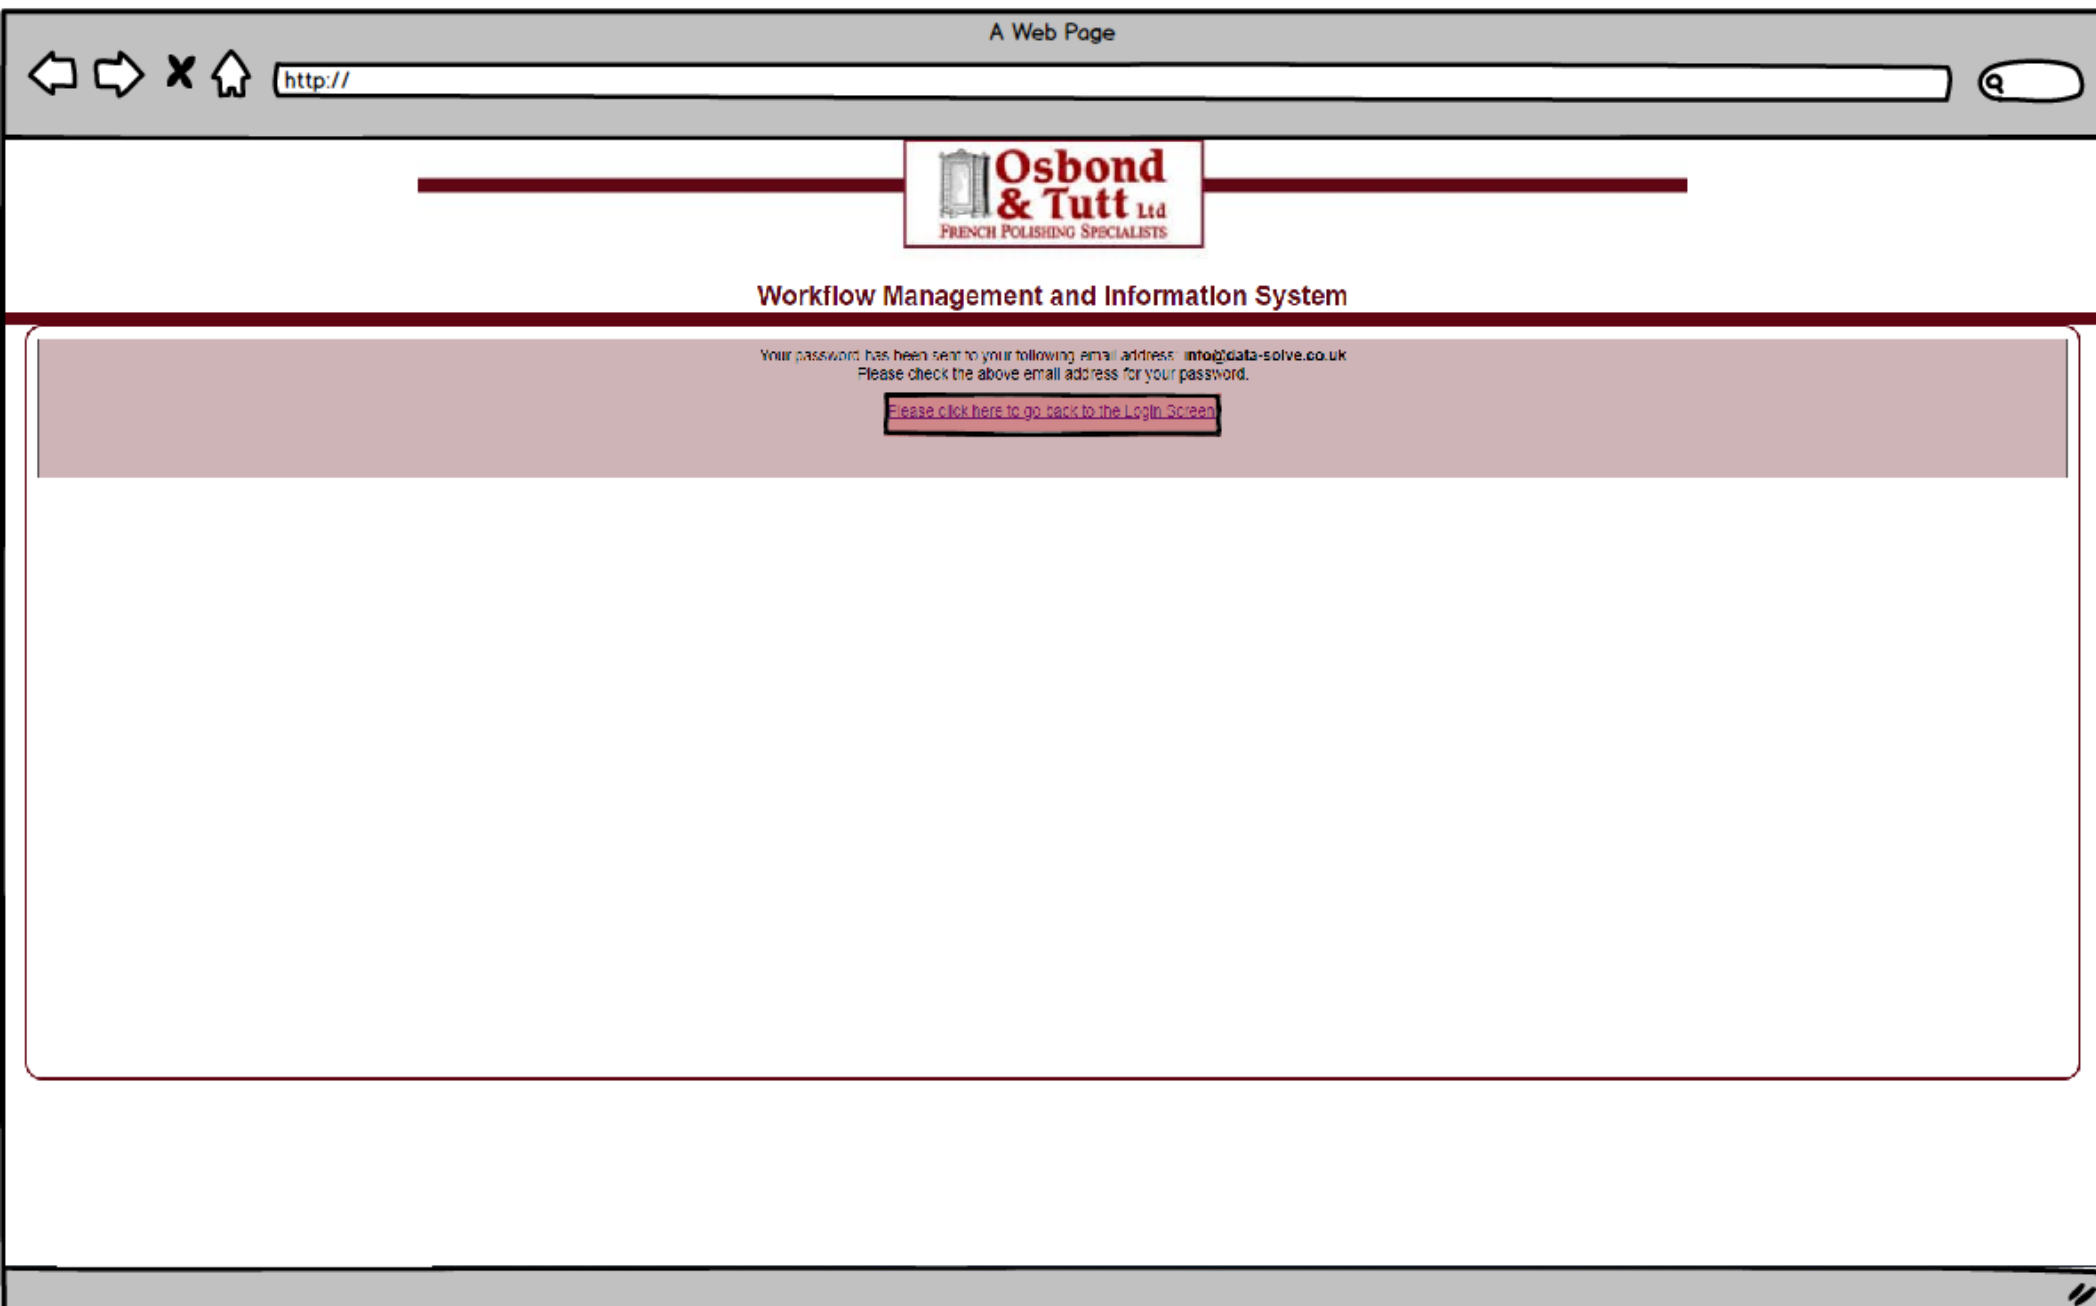 A Web Page
http://
Osbond
& Tutt Ltd
FRENCH POLISHING SPECIALISTS
Workflow Management and Information System
Your password has been sent to your following email address: info@data-solve.co.uk
Please check the above email address for your password.
Please click here to go back to the Login Screen